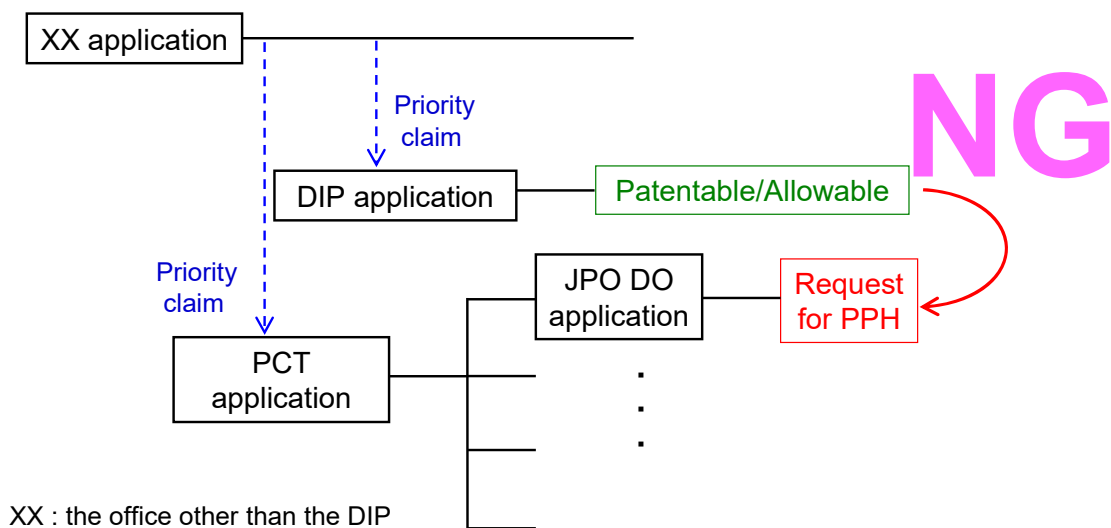 XX application
NG
Priority
claim
DIP application
Patentable/Allowable
Priority
claim
JPO DO
application
Request
for PPH
PCT
application
XX : the office other than the DIP